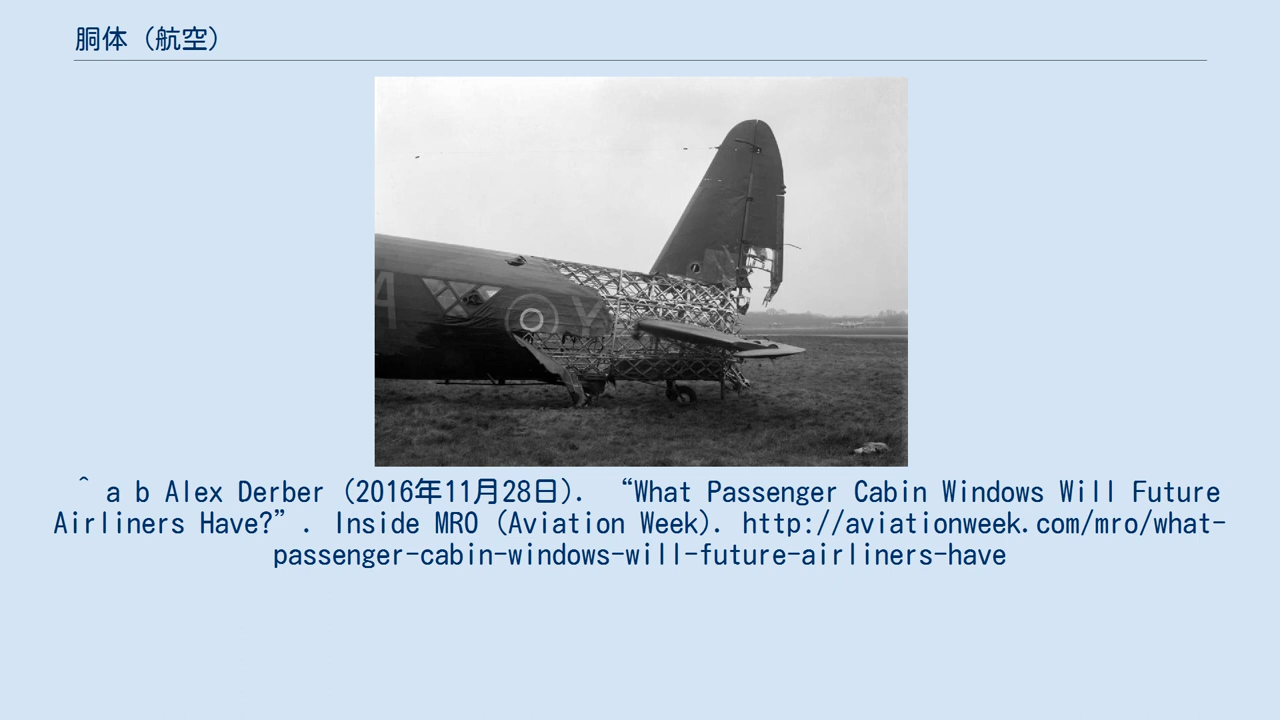 胴体（航空）
A
Y
^ a b Alex Derber (2016年11月28日). “What Passenger Cabin Windows Will Future
Airliners Have?”. Inside MRO (Aviation Week). http://aviationweek.com/mro/what-
passenger-cabin-windows-will-future-airliners-have